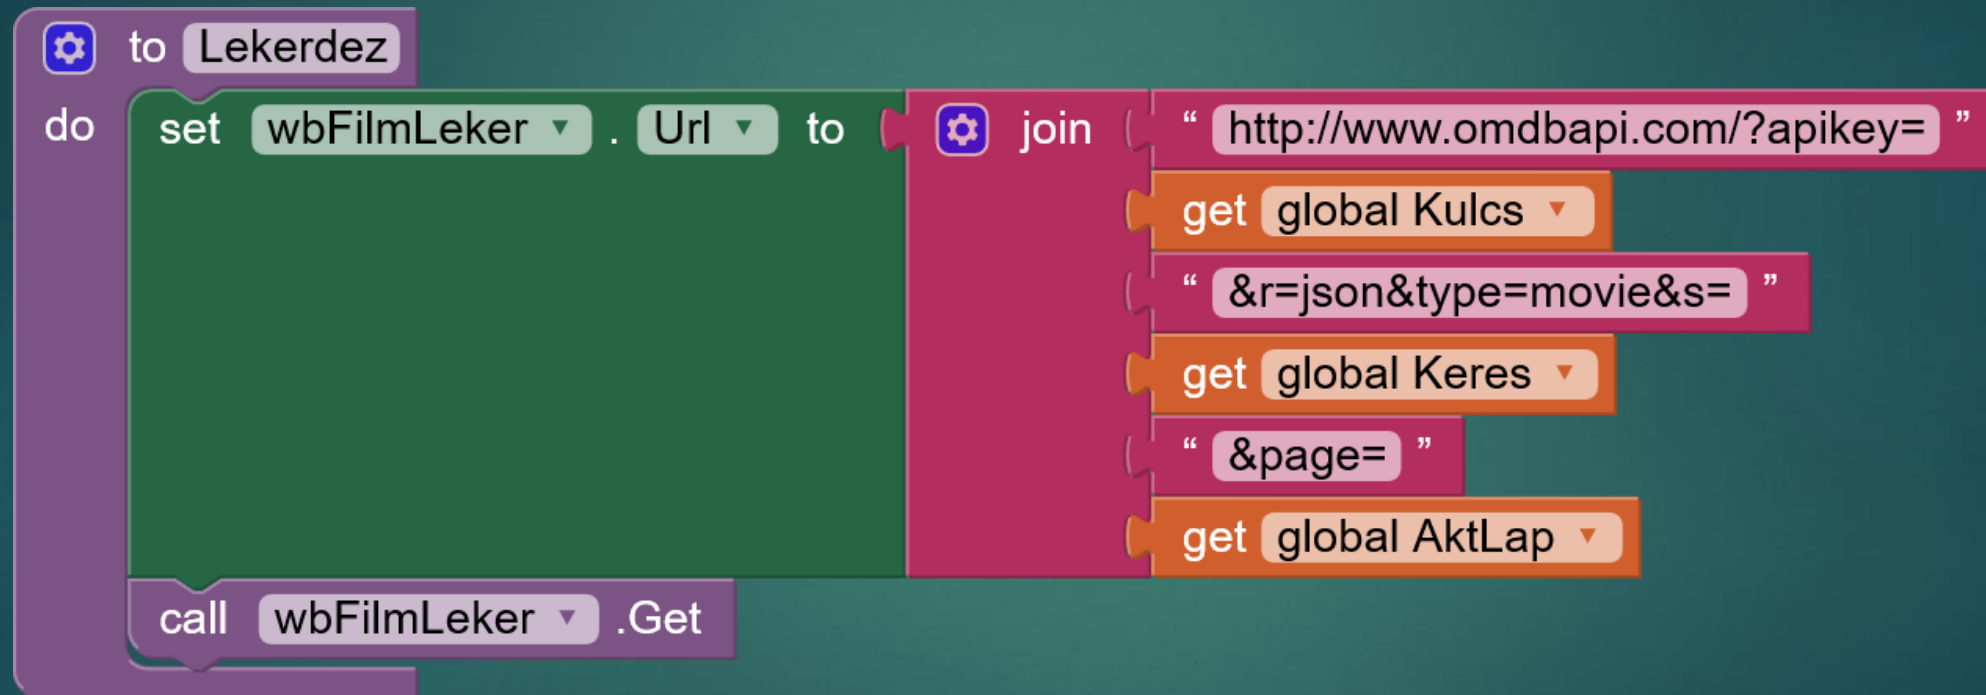 to Lekerdez
do set wbFilmLeker . Url to join “ http://www.omdbapi.com/?apikey= ”
get global Kulcs
“ &r=json&type=movie&s= ”
get global Keres
“ &page= ”
get global AktLap
call wbFilmLeker .Get